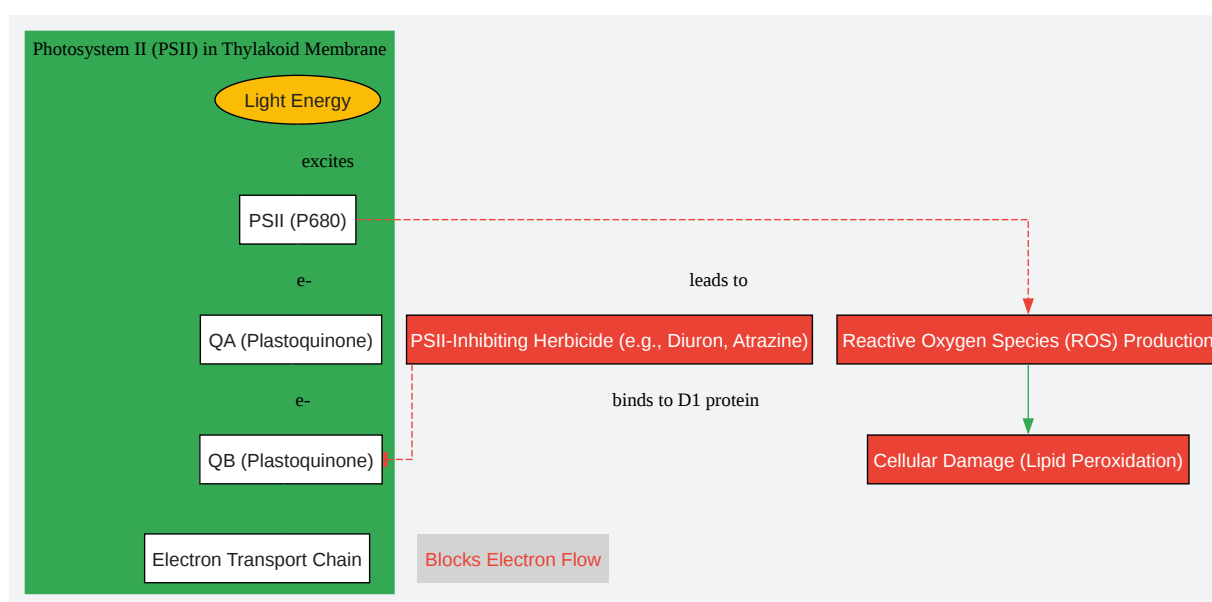 Photosystem II (PSII) in Thylakoid Membrane
Light Energy
excites
PSII (P680)
e-
leads to
QA (Plastoquinone)
PSII-Inhibiting Herbicide (e.g., Diuron, Atrazine)
Reactive Oxygen Species (ROS) Production
e-
binds to D1 protein
QB (Plastoquinone)
Cellular Damage (Lipid Peroxidation)
Electron Transport Chain
Blocks Electron Flow